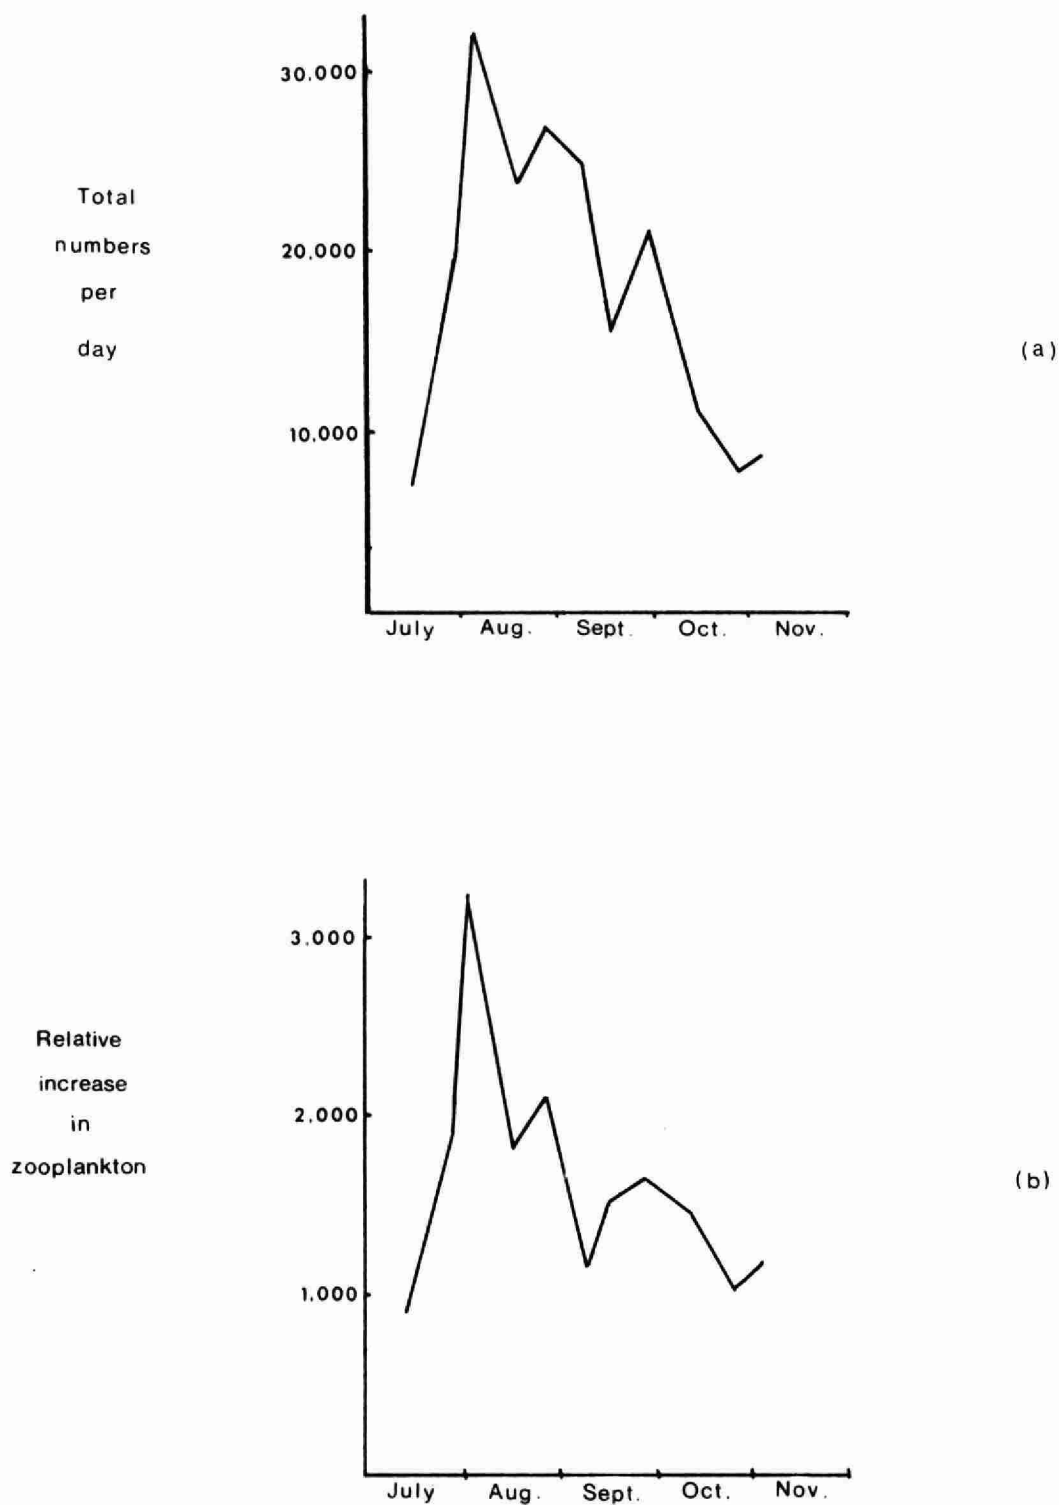 30,000
Total
numbers
per
day
20,000
10,000
(a)
July Aug. Sept. Oct. Nov.
3,000
Relative
increase
in
zooplankton
2,000
1,000
(b)
July Aug. Sept. Oct. Nov.